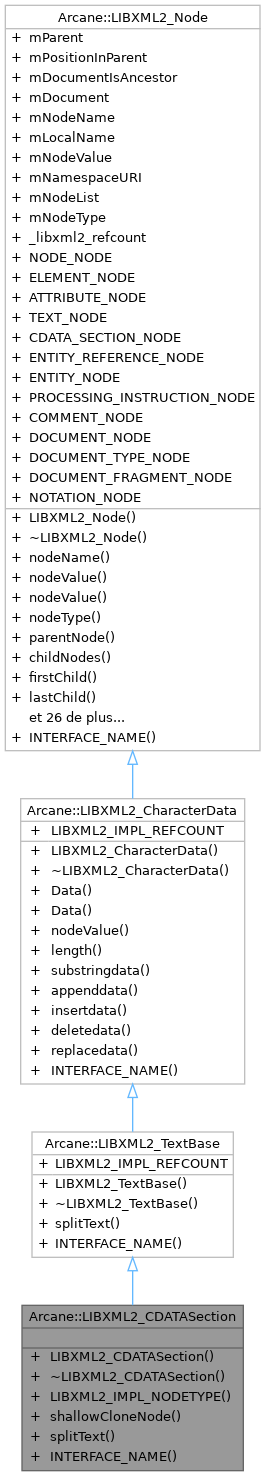 Arcane::LIBXML2_Node
+ mParent
+ mPositionInParent
+ mDocumentIsAncestor
+ mDocument
+ mNodeName
+ mLocalName
+ mNodeValue
+ mNamespaceURI
+ mNodeList
+ mNodeType
+ _libxml2_refcount
+ NODE_NODE
+ ELEMENT_NODE
+ ATTRIBUTE_NODE
+ TEXT_NODE
+ CDATA_SECTION_NODE
+ ENTITY_REFERENCE_NODE
+ ENTITY_NODE
+ PROCESSING_INSTRUCTION_NODE
+ COMMENT_NODE
+ DOCUMENT_NODE
+ DOCUMENT_TYPE_NODE
+ DOCUMENT_FRAGMENT_NODE
+ NOTATION_NODE
+ LIBXML2_Node()
+ ~LIBXML2_Node()
+ nodeName()
+ nodeValue()
+ nodeValue()
+ nodeType()
+ parentNode()
+ childNodes()
+ firstChild()
+ lastChild()
et 26 de plus...
+ INTERFACE_NAME()
Arcane::LIBXML2_CharacterData
+ LIBXML2_IMPL_REFCOUNT
+ LIBXML2_CharacterData()
+ ~LIBXML2_CharacterData()
+ Data()
+ Data()
+ nodeValue()
+ length()
+ substringdata()
+ appenddata()
+ insertdata()
+ deletedata()
+ replacedata()
+ INTERFACE_NAME()
Arcane::LIBXML2_TextBase
+ LIBXML2_IMPL_REFCOUNT
+ LIBXML2_TextBase()
+ ~LIBXML2_TextBase()
+ splitText()
+ INTERFACE_NAME()
Arcane::LIBXML2_CDATASection
+ LIBXML2_CDATASection()
+ ~LIBXML2_CDATASection()
+ LIBXML2_IMPL_NODETYPE()
+ shallowCloneNode()
+ splitText()
+ INTERFACE_NAME()